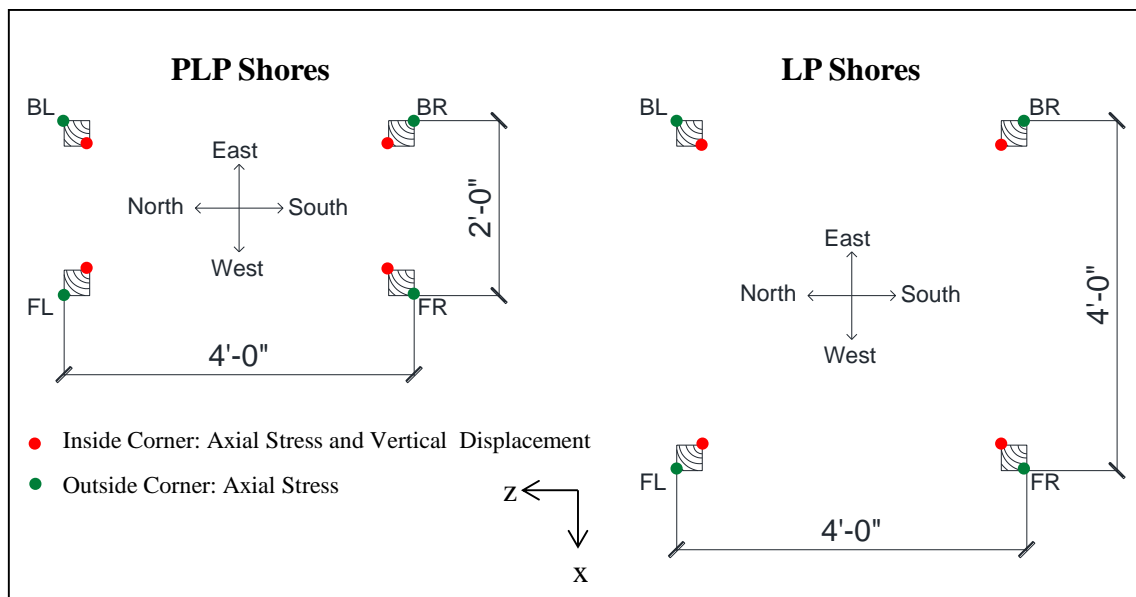 PLP Shores
BL
BR
East
North
South
West
FL
FR
2'-0"
4'-0"
LP Shores
BL
BR
East
North
South
West
FL
FR
4'-0"
4'-0"
Inside Corner: Axial Stress and Vertical Displacement
Outside Corner: Axial Stress
z
x